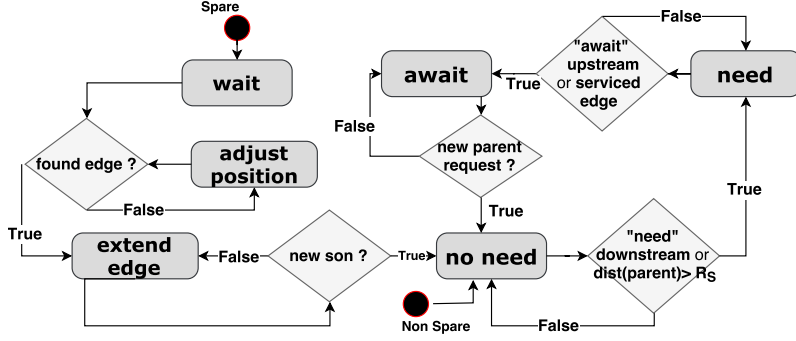 Spare
wait
found edge ?
adjust
position
False
True
extend
edge
False
new son ?
True
await
"await"
upstream
or serviced
edge
True
False
need
False
new parent
request ?
True
no need
Non Spare
"need"
downstream or
dist(parent)> RS
True
False